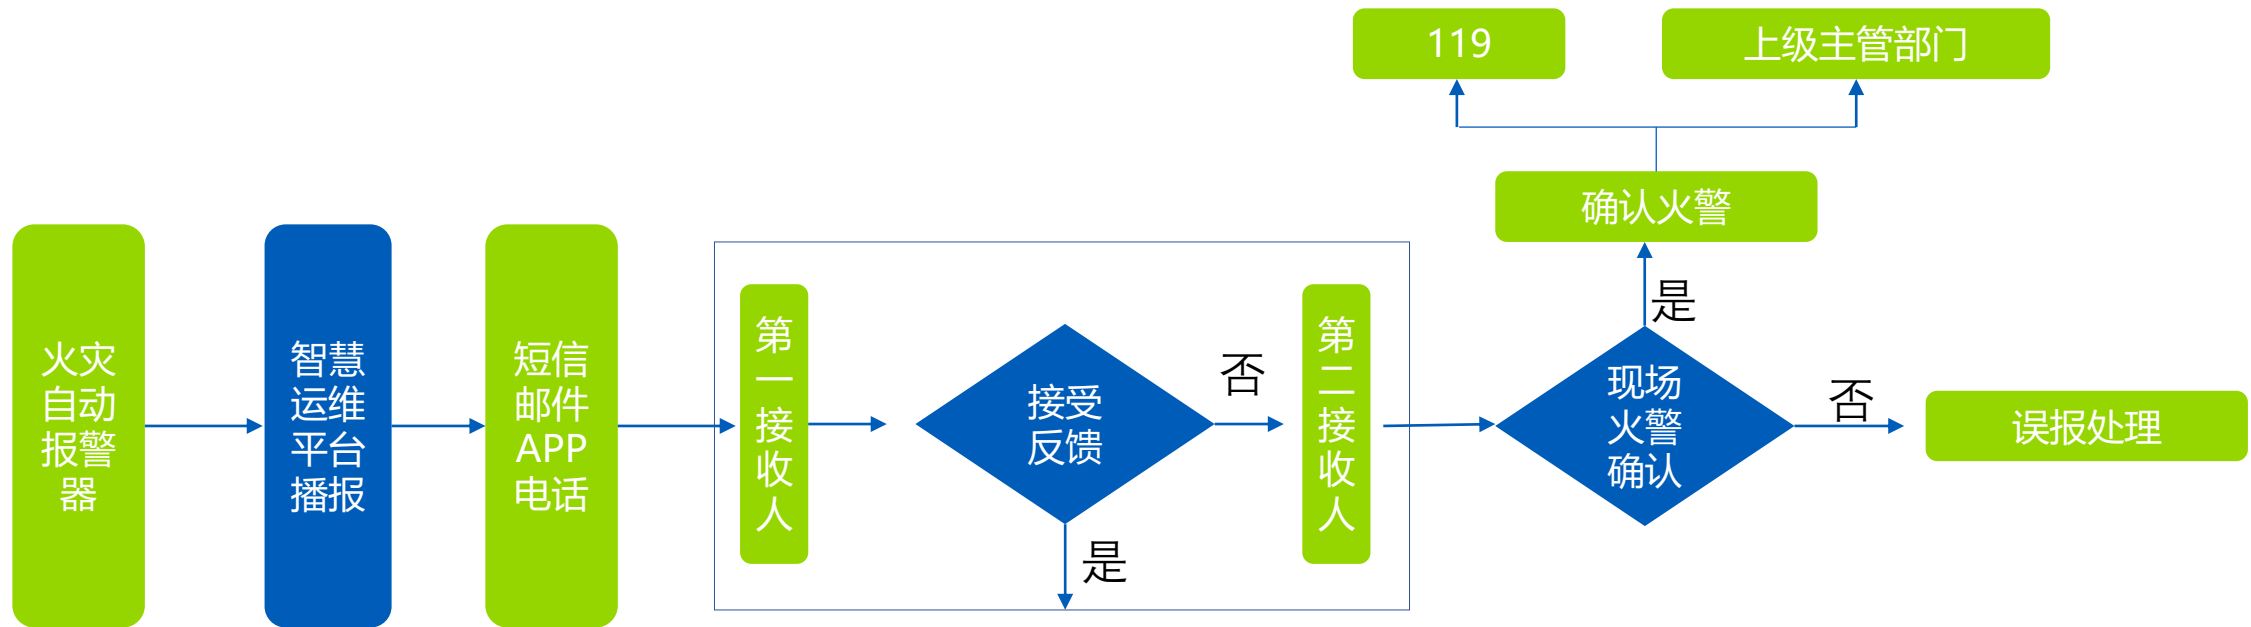 119
上级主管部门
确认火警
火灾
自动
报警
器
智慧
运维
平台
播报
短信
邮件
APP
电话
第
一
接
收
人
接受
反馈
否
是
第
二
接
收
人
现场
火警
确认
是
否
误报处理